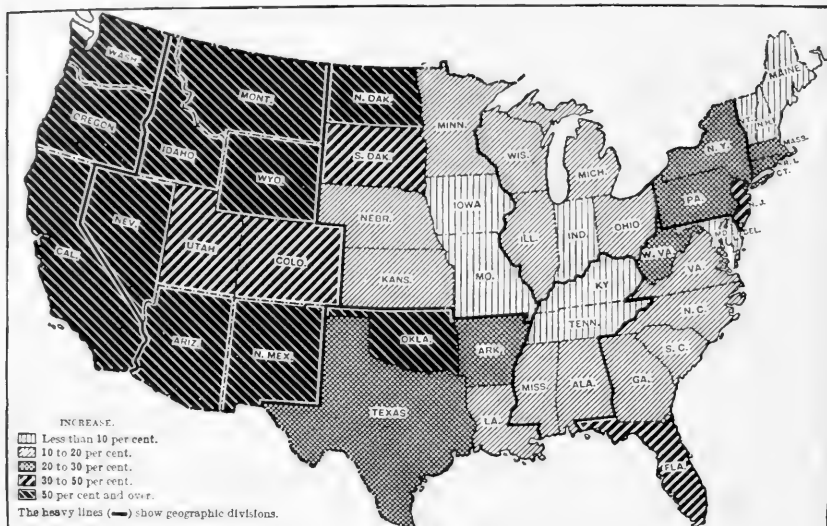 WASH.
MONT.
N. DAK.
MINN.
MAINE
OREGON
IDAHO
S. DAK.
WIS.
MICH.
VT.
N.H.
N.Y.
MASS.
R.I.
CT.
WYO.
IOWA
PA.
N.J.
NEV.
NEBR.
ILL.
IND.
OHIO
DEL.
CAL.
UTAH
COLO.
KANS.
MO.
W. VA.
VA.
KY
ARIZ.
N. MEX.
OKLA.
ARK.
TENN.
N. C.
S. C.
TEXAS
LA.
MISS.
ALA.
GA.
FLA.
INCREASE.
Less than 10 per cent.
10 to 20 per cent.
20 to 30 per cent.
30 to 50 per cent.
50 per cent and over.
The heavy lines (▬) show geographic divisions.